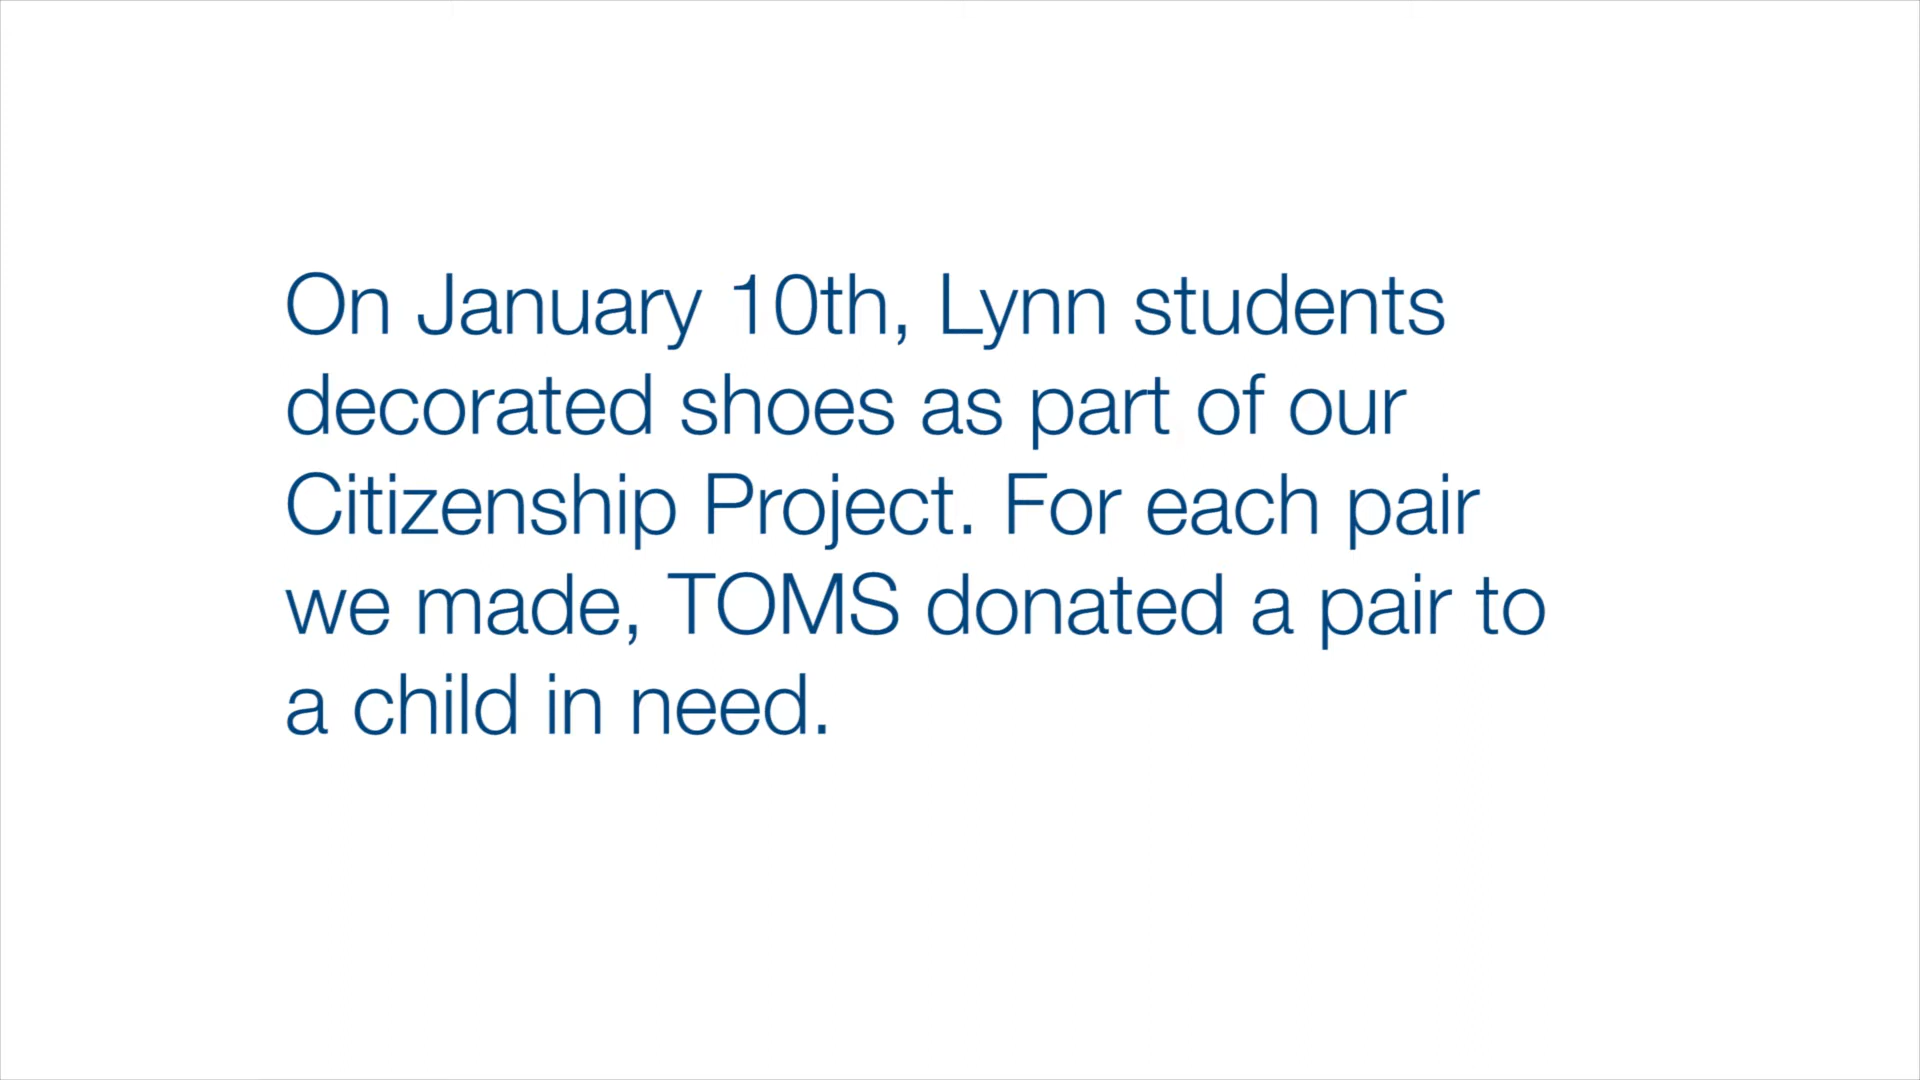 On January 10th, Lynn students
decorated shoes as part of our
Citizenship Project. For each pair
we made, TOMS donated a pair to
a child in need.